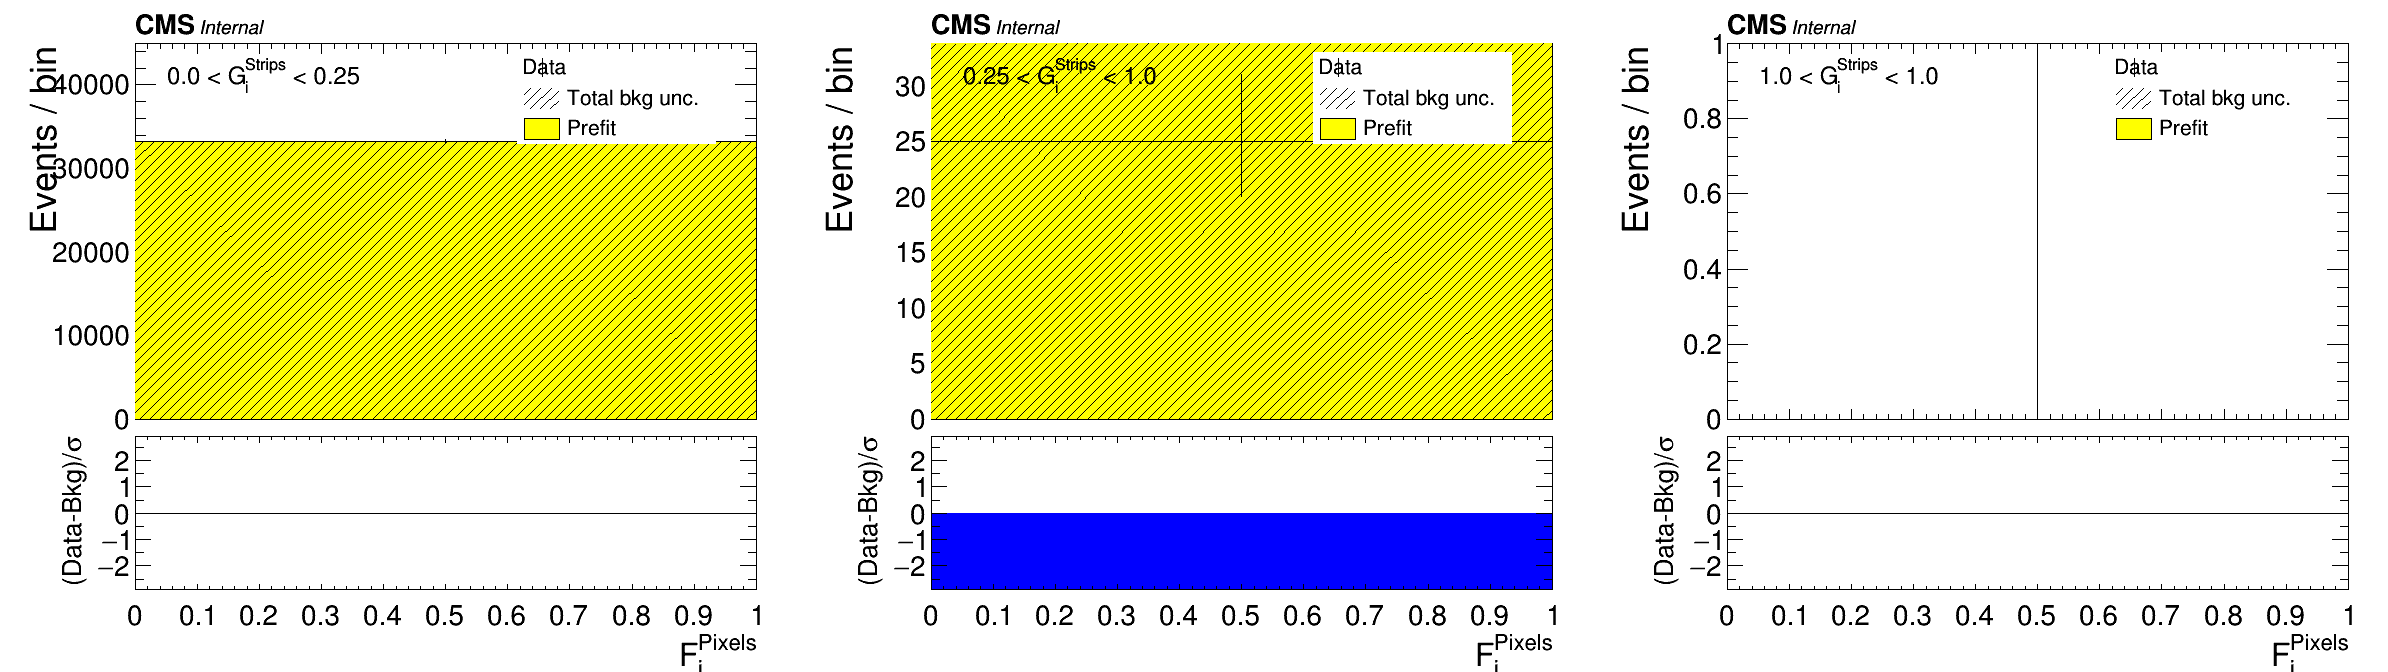 CMS Internal
Events / bin
0.0 < G_i^Strips < 0.25
Data
Total bkg unc.
Prefit
40000
30000
20000
10000
0
(Data-Bkg)/σ
2
1
0
−1
−2
0 0.1 0.2 0.3 0.4 0.5 0.6 0.7 0.8 0.9 1
F_i^Pixels
CMS Internal
Events / bin
0.25 < G_i^Strips < 1.0
Data
Total bkg unc.
Prefit
30
25
20
15
10
5
0
(Data-Bkg)/σ
2
1
0
−1
−2
0 0.1 0.2 0.3 0.4 0.5 0.6 0.7 0.8 0.9 1
F_i^Pixels
CMS Internal
Events / bin
1.0 < G_i^Strips < 1.0
Data
Total bkg unc.
Prefit
1
0.8
0.6
0.4
0.2
0
(Data-Bkg)/σ
2
1
0
−1
−2
0 0.1 0.2 0.3 0.4 0.5 0.6 0.7 0.8 0.9 1
F_i^Pixels